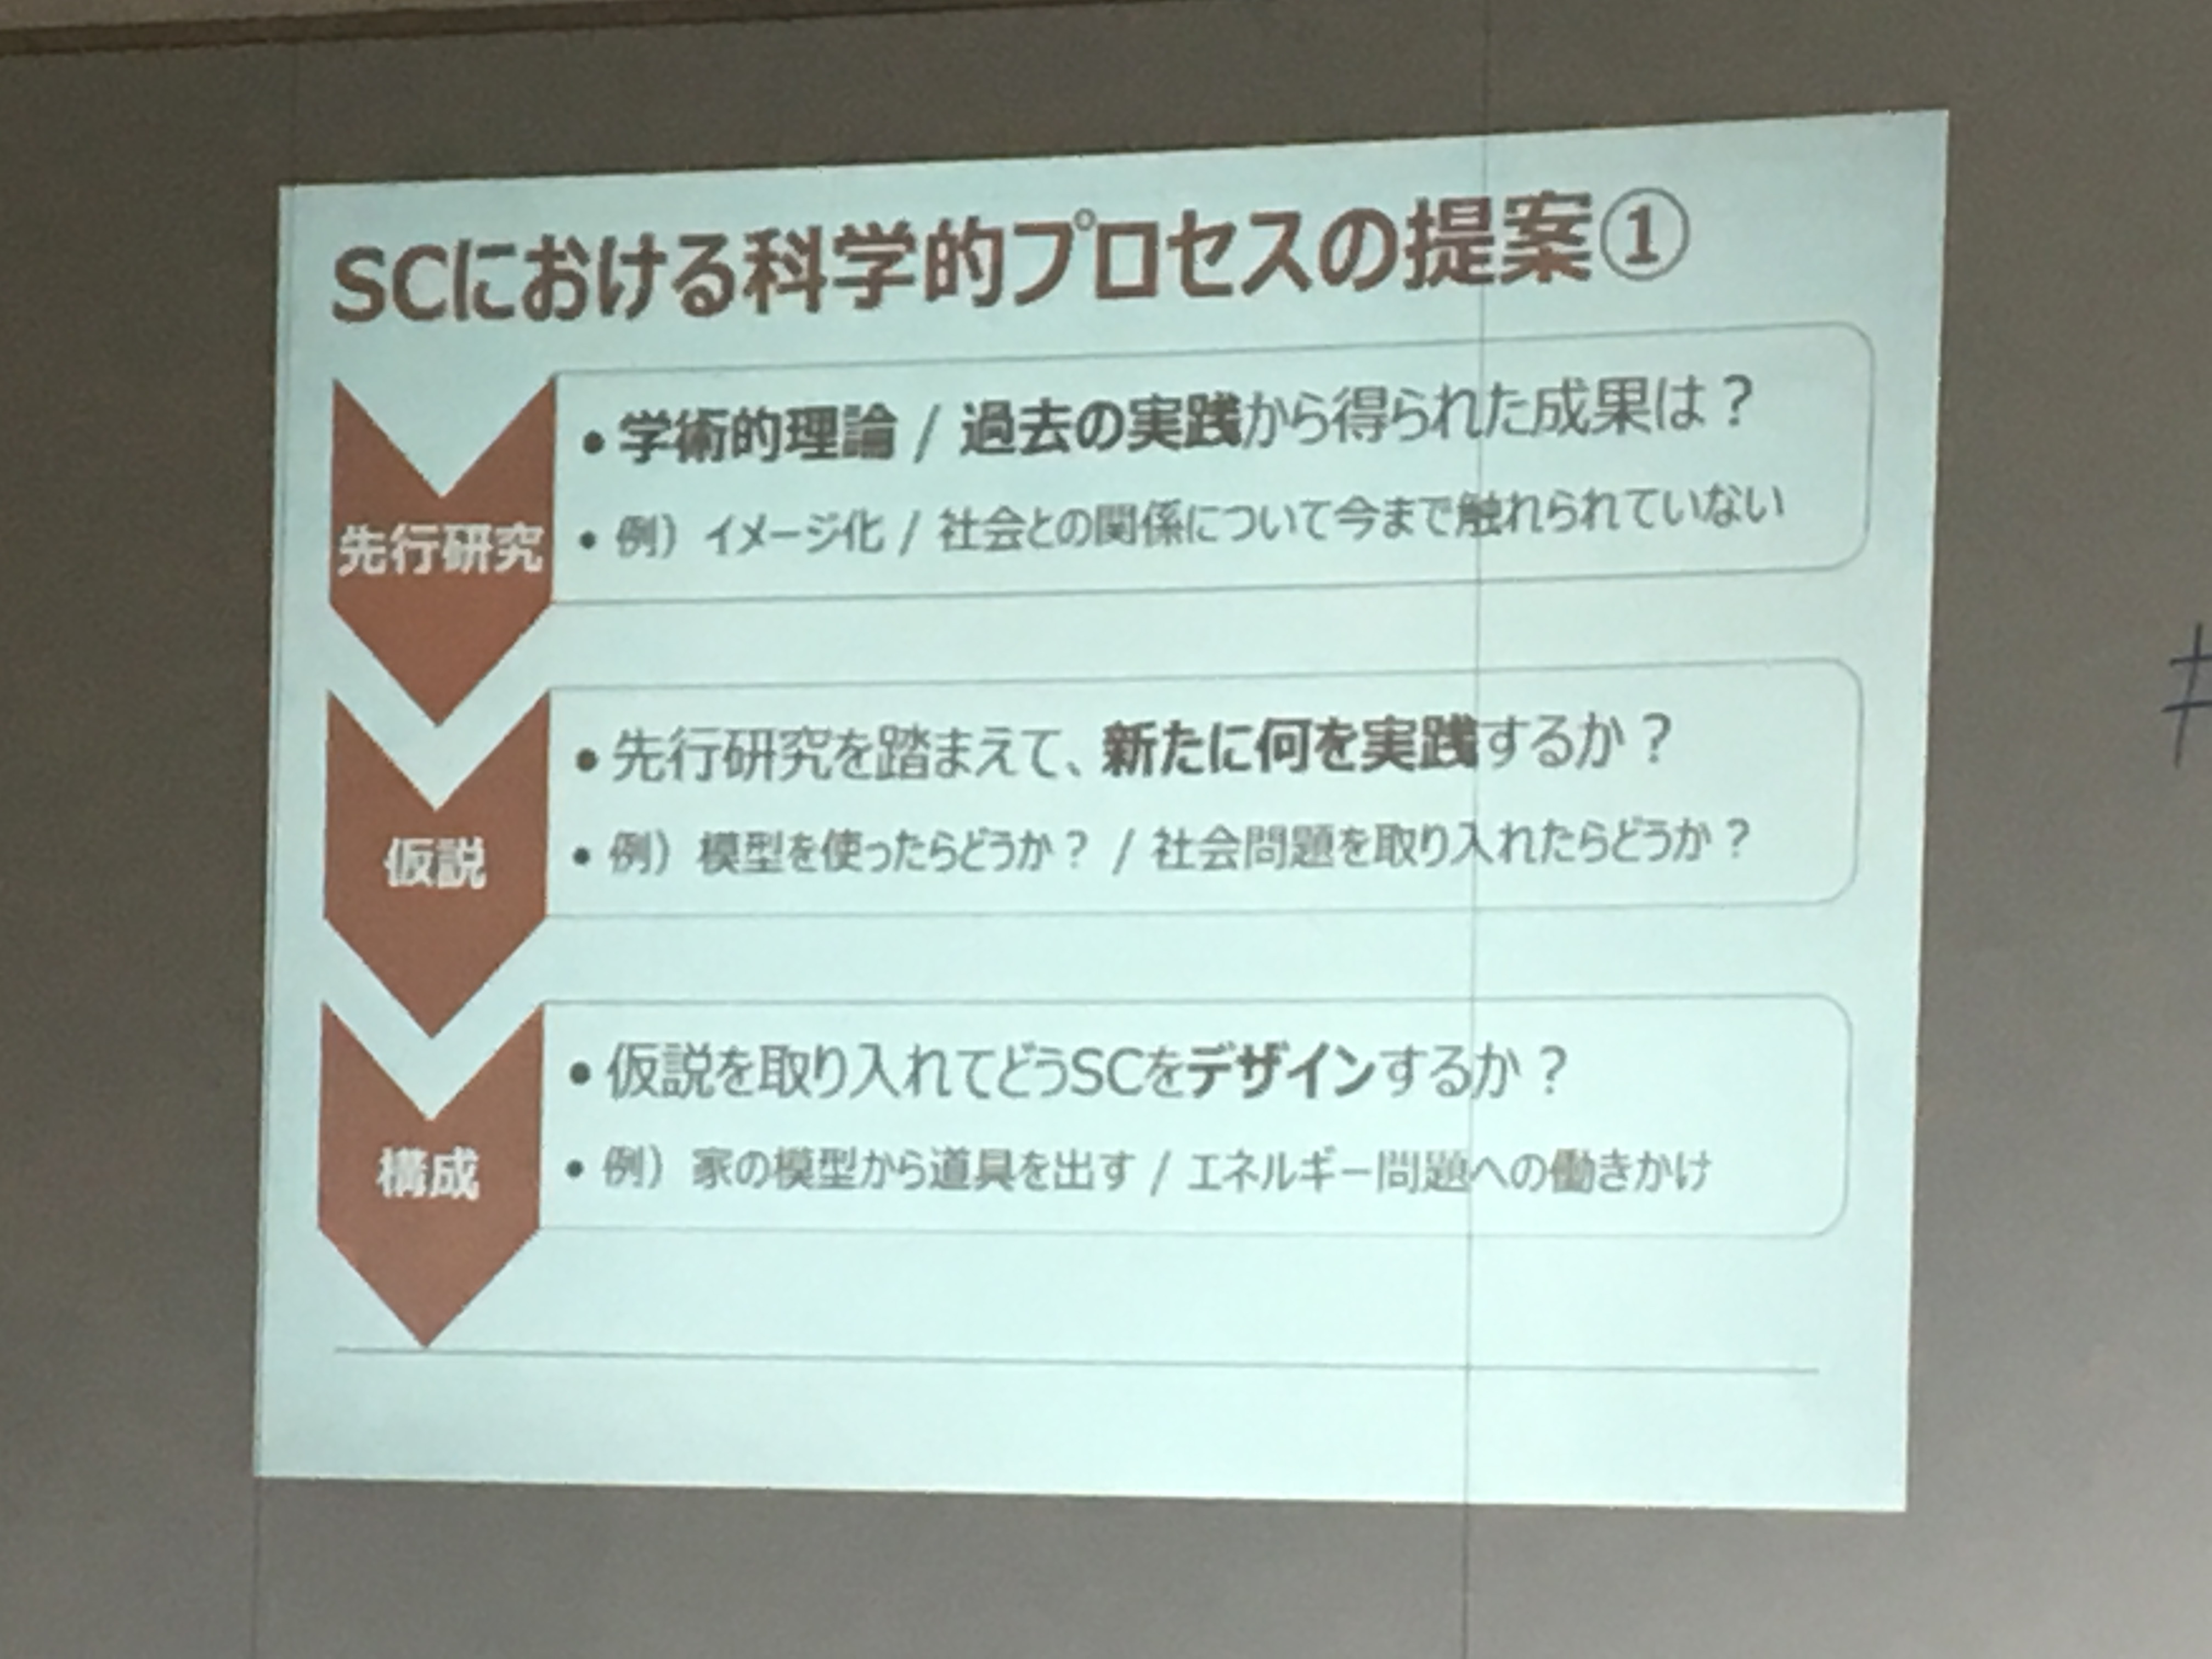 SCにおける科学的プロセスの提案①
先行研究
• 学術的理論 / 過去の実践から得られた成果は？
• 例）イメージ化 / 社会との関係について今まで触れられていない
仮説
• 先行研究を踏まえて、新たに何を実践するか？
• 例）模型を使ったらどうか？ / 社会問題を取り入れたらどうか？
構成
• 仮説を取り入れてどうSCをデザインするか？
• 例）家の模型から道具を出す / エネルギー問題への働きかけ
#